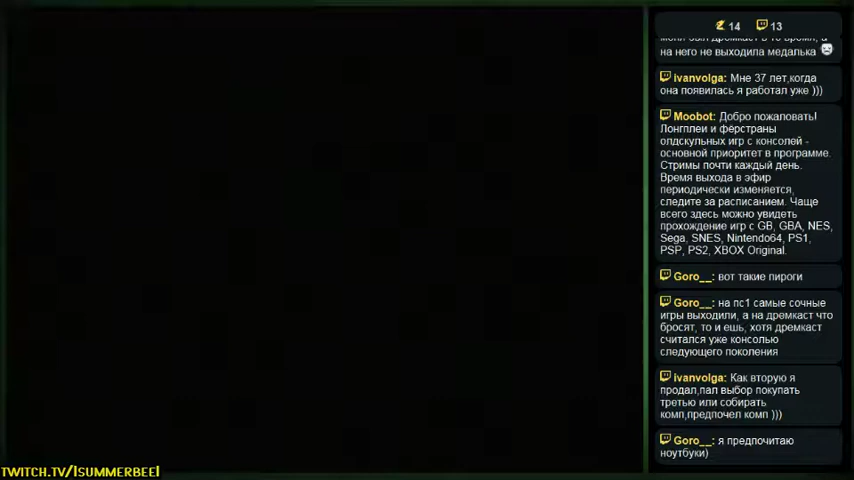 14 13
на него не выходила медалька
ivanvolga: Мне 37 лет,когда
она появилась я работал уже )))
Moobot: Добро пожаловать!
Лонгплеи и фёрстраны
олдскульных игр с консолей -
основной приоритет в программе.
Стримы почти каждый день.
Время выхода в эфир
периодически изменяется,
следите за расписанием. Чаще
всего здесь можно увидеть
прохождение игр с GB, GBA, NES,
Sega, SNES, Nintendo64, PS1,
PSP, PS2, XBOX Original.
Goro__: вот такие пироги
Goro__: на пс1 самые сочные
игры выходили, а на дремкаст что
бросят, то и ешь, хотя дремкаст
считался уже консолью
следующего поколения
ivanvolga: Как вторую я
продал,пал выбор покупать
третью или собирать
комп,предпочел комп )))
Goro__: я предпочитаю
ноутбуки)
TWITCH.TV/1SUMMERBEE1